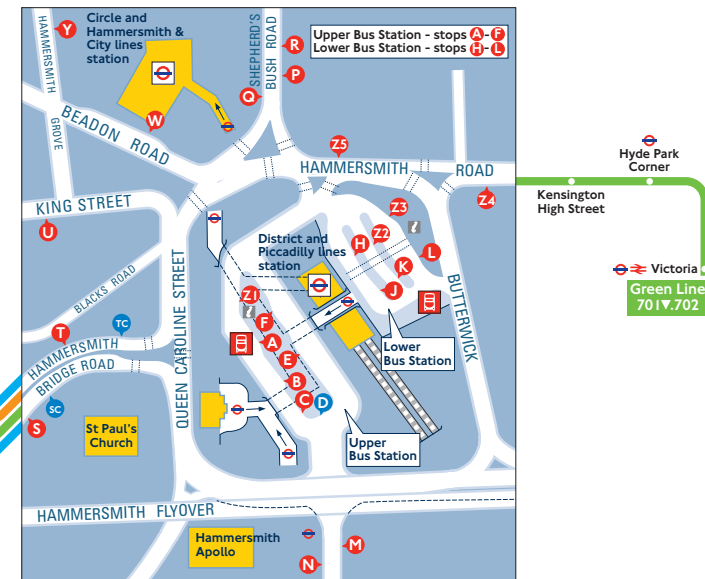 Y
HAMMERSMITH
GROVE
Circle and
Hammersmith &
City lines
station
W
BEADON ROAD
SHEPHERD'S
BUSH ROAD
R
P
Q
Upper Bus Station - stops A-F
Lower Bus Station - stops H-L
Z5
HAMMERSMITH ROAD
Z4
Hyde Park
Corner
Kensington
High Street
Victoria
Green Line
701▼.702
KING STREET
U
Z3
Z2
H
L
K
J
i
District and
Piccadilly lines
station
BLACKS ROAD
QUEEN CAROLINE STREET
BUTTERWICK
Z1
i
F
A
E
B
C
D
T
TC
HAMMERSMITH
BRIDGE ROAD
SC
S
Lower
Bus Station
St Paul's
Church
Upper
Bus Station
HAMMERSMITH FLYOVER
Hammersmith
Apollo
M
N